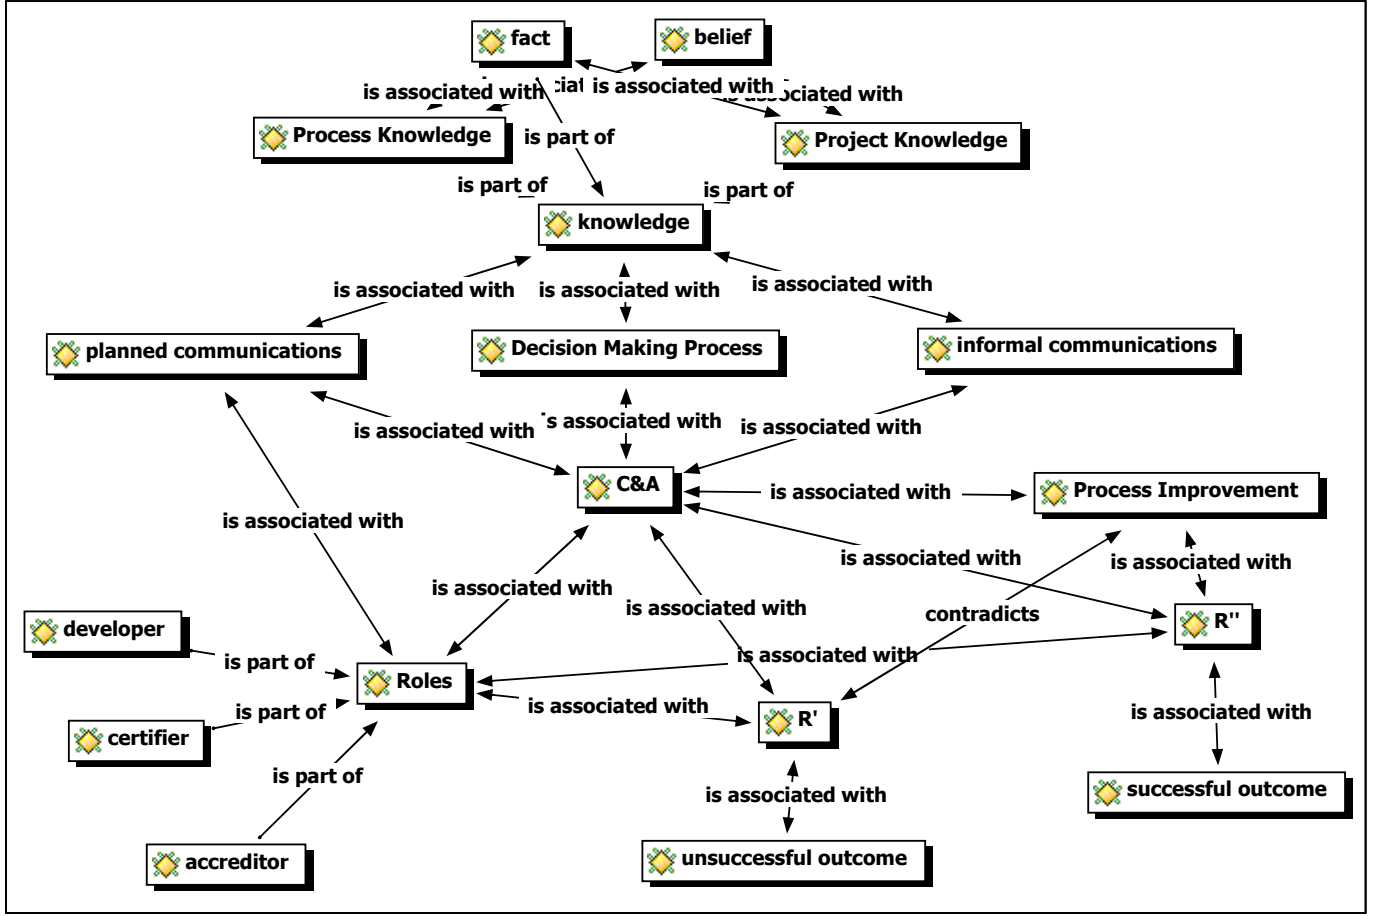 fact
belief
is associated with
is associated with
associated with
Process Knowledge
is part of
Project Knowledge
is part of
is part of
knowledge
is associated with
is associated with
is associated with
planned communications
Decision Making Process
informal communications
is associated with
is associated with
is associated with
C&A
is associated with
Process Improvement
is associated with
is associated with
is associated with
is associated with
is associated with
contradicts
R''
developer
is part of
is associated with
Roles
is part of
is associated with
R'
is associated with
certifier
is part of
is associated with
successful outcome
accreditor
unsuccessful outcome